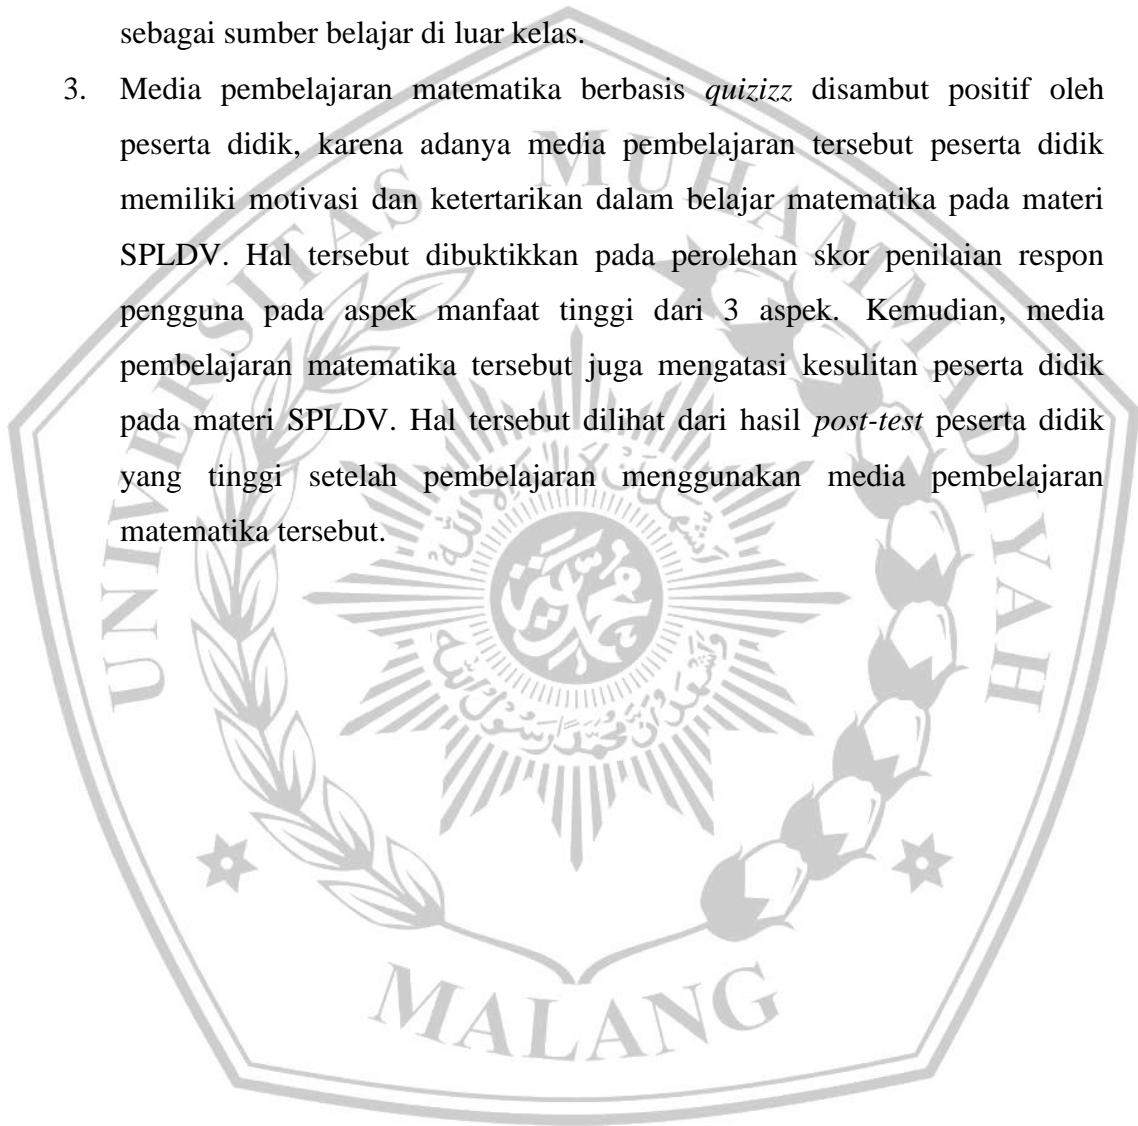 sebagai sumber belajar di luar kelas.
3. Media pembelajaran matematika berbasis quizizz disambut positif oleh
peserta didik, karena adanya media pembelajaran tersebut peserta didik
memiliki motivasi dan ketertarikan dalam belajar matematika pada materi
SPLDV. Hal tersebut dibuktikkan pada perolehan skor penilaian respon
pengguna pada aspek manfaat tinggi dari 3 aspek. Kemudian, media
pembelajaran matematika tersebut juga mengatasi kesulitan peserta didik
pada materi SPLDV. Hal tersebut dilihat dari hasil post-test peserta didik
yang tinggi setelah pembelajaran menggunakan media pembelajaran
matematika tersebut.
UNIVERSITAS MUHAMMADIYAH
MALANG